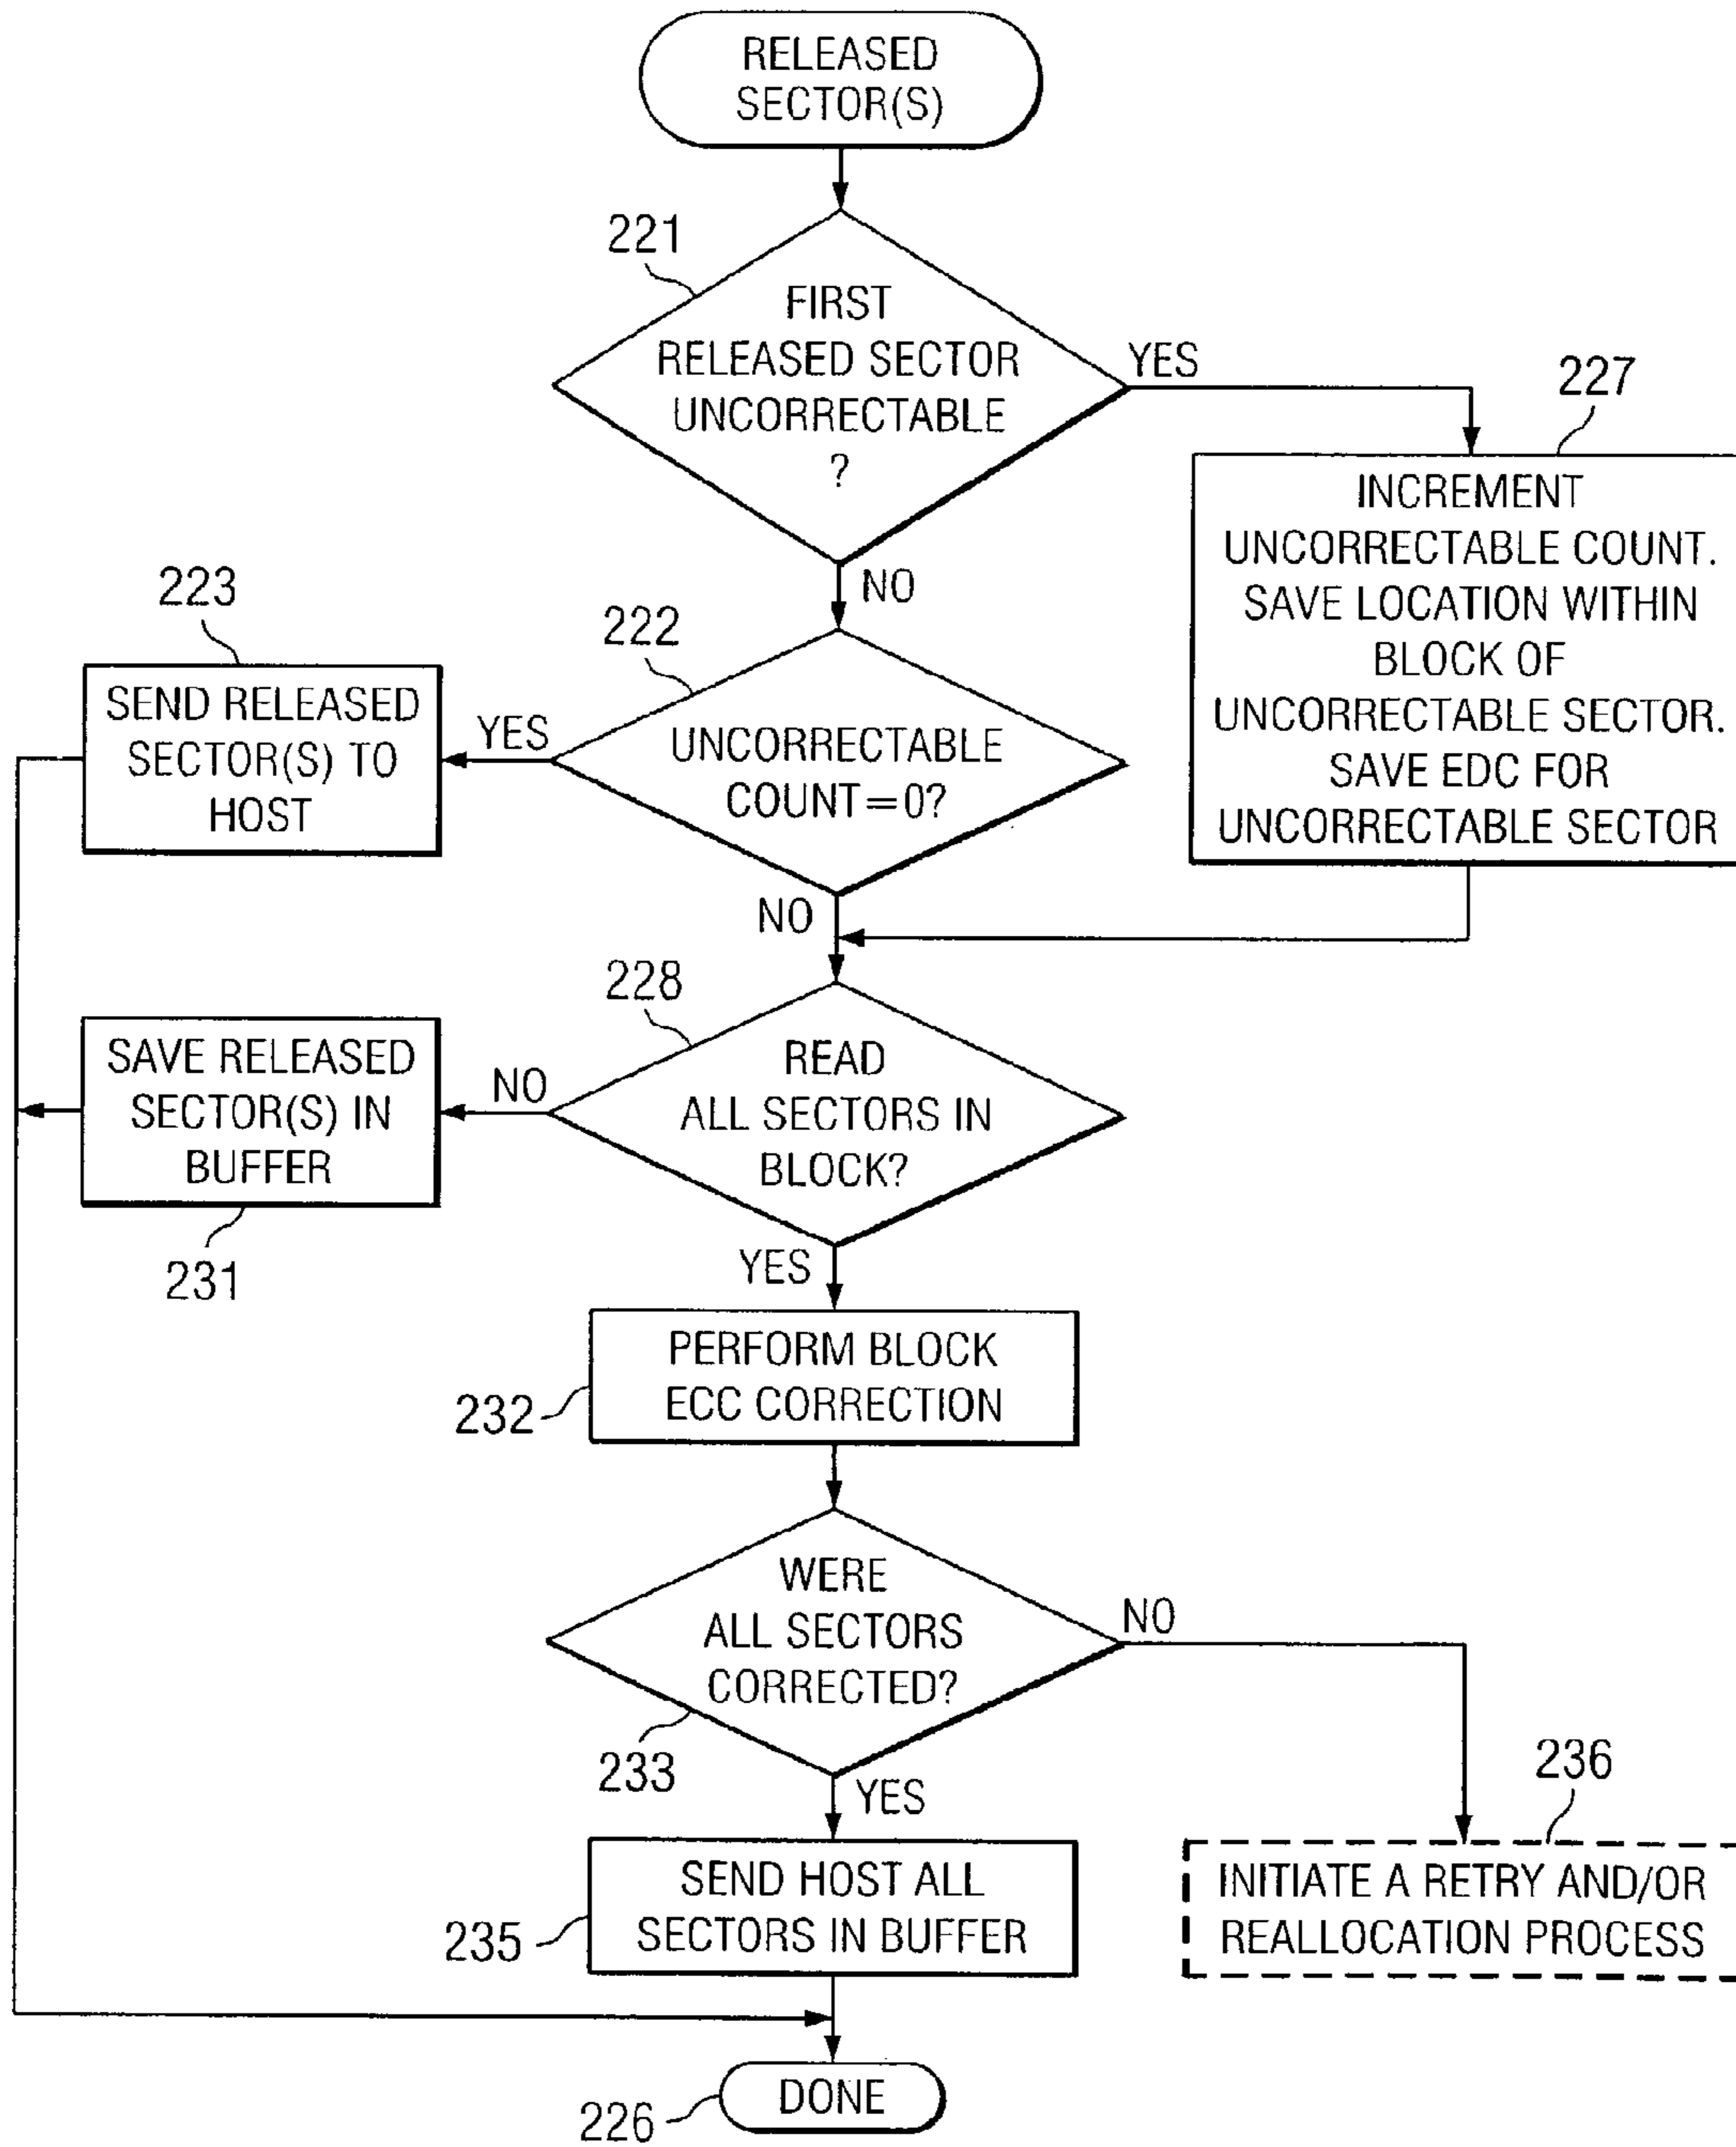 RELEASED
SECTOR(S)
221
FIRST
RELEASED SECTOR
UNCORRECTABLE
?
YES
227
INCREMENT
UNCORRECTABLE COUNT.
SAVE LOCATION WITHIN
BLOCK OF
UNCORRECTABLE SECTOR.
SAVE EDC FOR
UNCORRECTABLE SECTOR
NO
223
SEND RELEASED
SECTOR(S) TO
HOST
222
YES
UNCORRECTABLE
COUNT=0?
NO
228
READ
ALL SECTORS IN
BLOCK?
NO
SAVE RELEASED
SECTOR(S) IN
BUFFER
231
YES
PERFORM BLOCK
ECC CORRECTION
232
WERE
ALL SECTORS
CORRECTED?
NO
233
YES
236
INITIATE A RETRY AND/OR
REALLOCATION PROCESS
SEND HOST ALL
SECTORS IN BUFFER
235
DONE
226